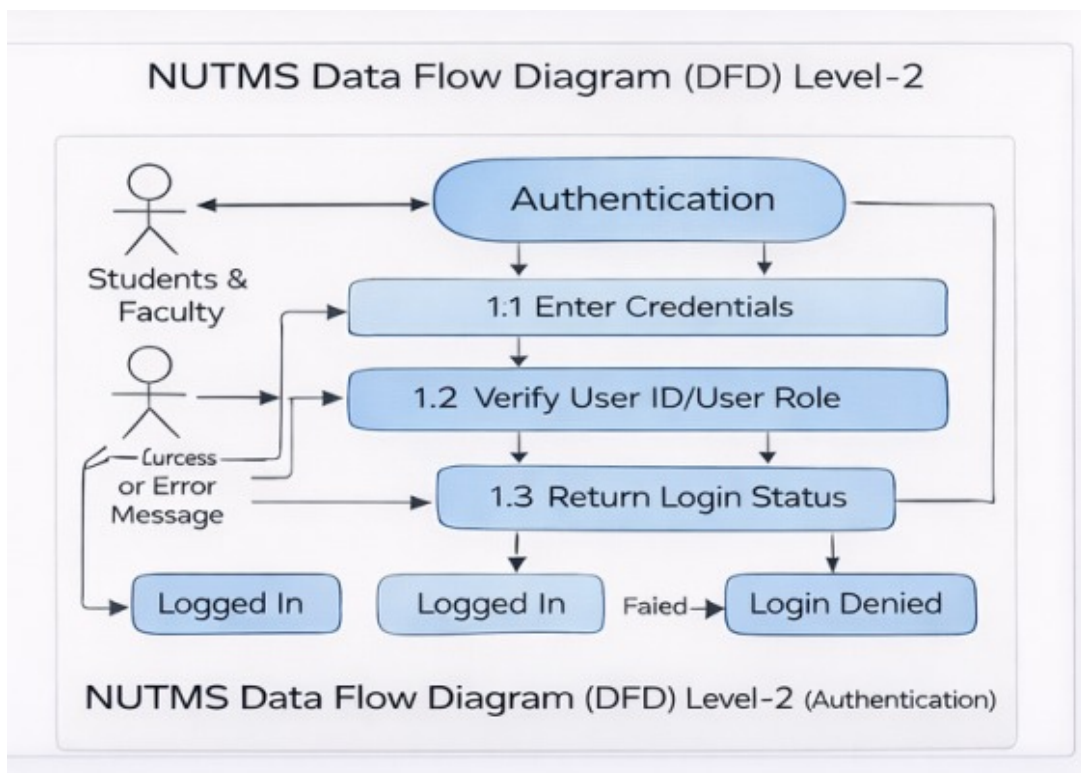 NUTMS Data Flow Diagram (DFD) Level-2
Authentication
Students &
Faculty
1:1 Enter Credentials
1.2 Verify User ID/User Role
Curcess
or Error
Message
1.3 Return Login Status
Logged In
Logged In
Faied
Login Denied
NUTMS Data Flow Diagram (DFD) Level-2 (Authentication)